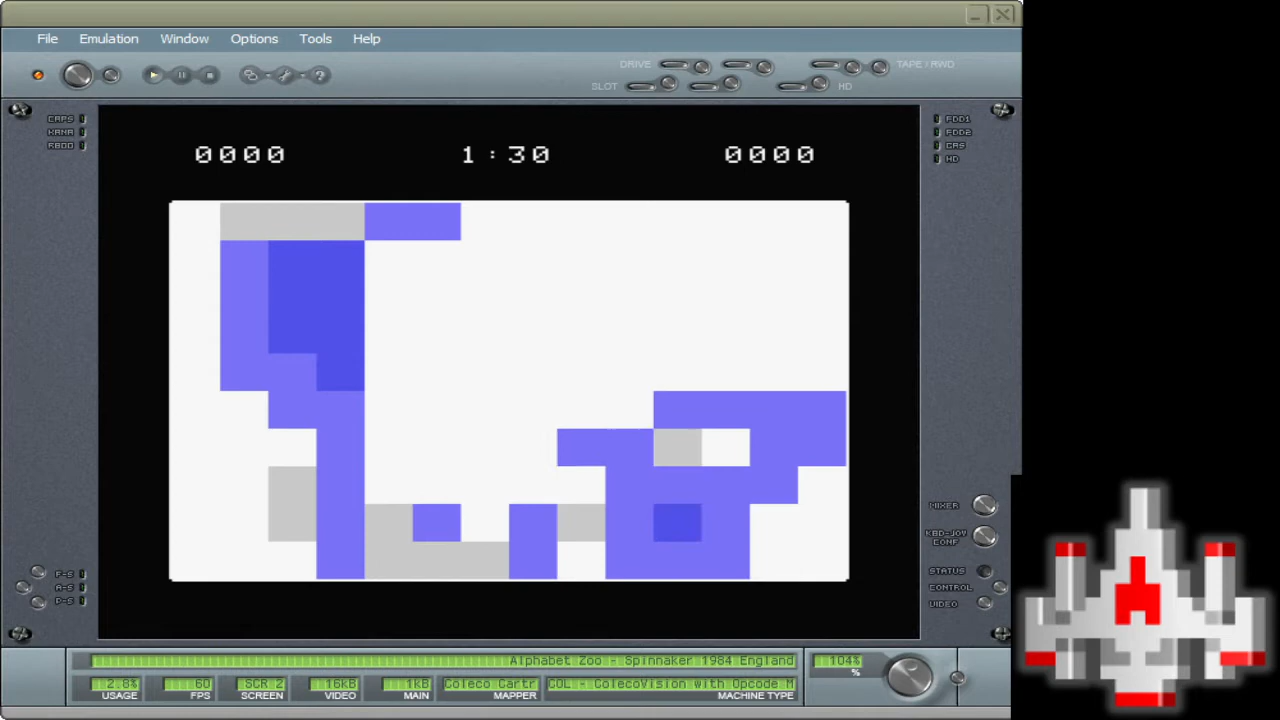 File Emulation Window Options Tools Help
DRIVE TAPE / RWD
SLOT HD
CAPS
KANA
FDD1
FDD2
CAS
HD
0000 1:30 0000
MIXER
KBD-JOY
CONF
STATUS
CONTROL
VIDEO
F-S
A-S
P-S
Alphabet Zoo - Spinnaker 1984 England
104%
%
2.8% 60 SCR 2 16kB 1kB Coleco Cartr COL - ColecoVision with Opcode M
USAGE FPS SCREEN VIDEO MAIN MAPPER MACHINE TYPE